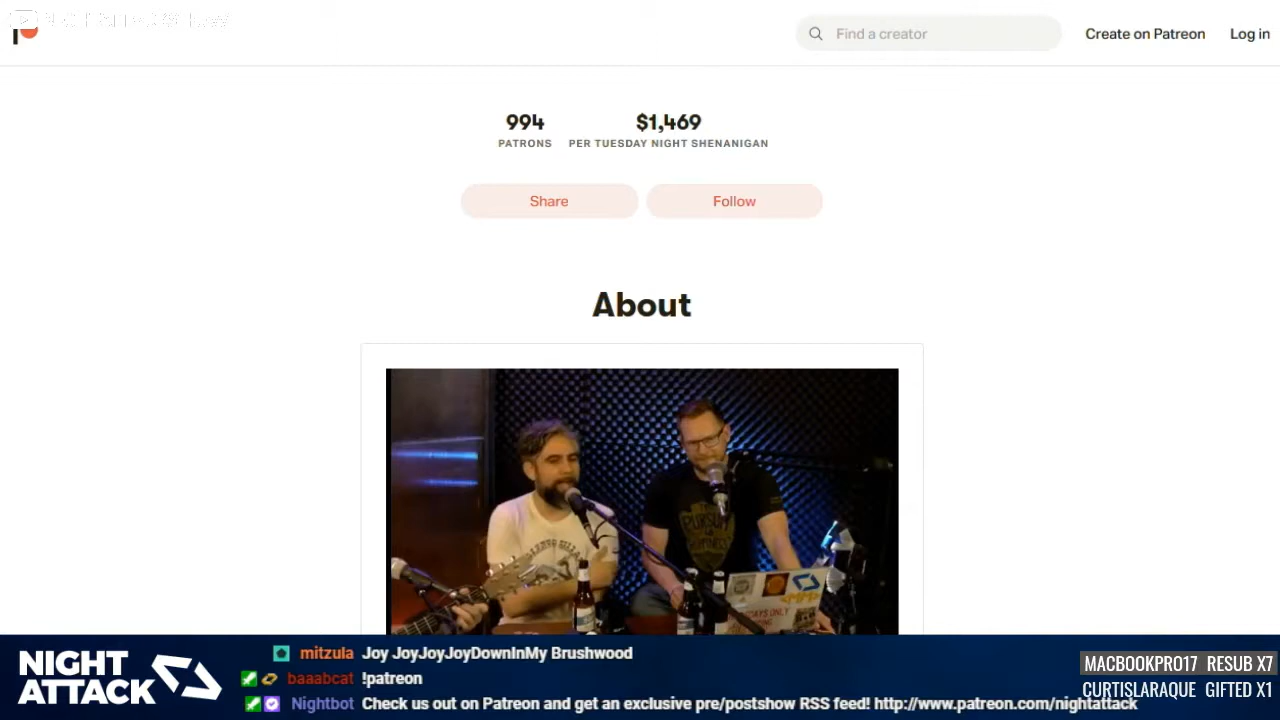 Find a creator
Create on Patreon
Log in
994
$1,469
PATRONS
PER TUESDAY NIGHT SHENANIGAN
Share
Follow
About
NIGHT
ATTACK
mitzula Joy JoyJoyJoyDownInMy Brushwood
baaabcat !patreon
Nightbot Check us out on Patreon and get an exclusive pre/postshow RSS feed! http://www.patreon.com/nightattack
MACBOOKPRO17 RESUB X7
CURTISLARAQUE GIFTED X1